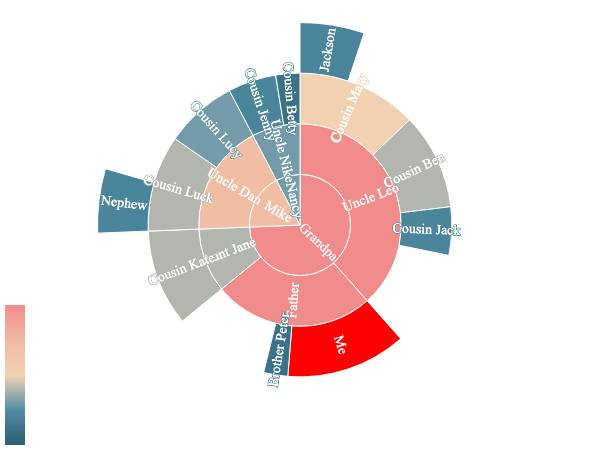 Jackson
Cousin Mary
Cousin Betty
Cousin Jenny
Uncle Nike
Cousin Lucy
Cousin Ben
Uncle Leo
Uncle Dan
Cousin Luck
Nephew
Mike
Nancy
Grandpa
Cousin Jack
Cousin Kate
unt Jane
Father
Brother Peter
Me